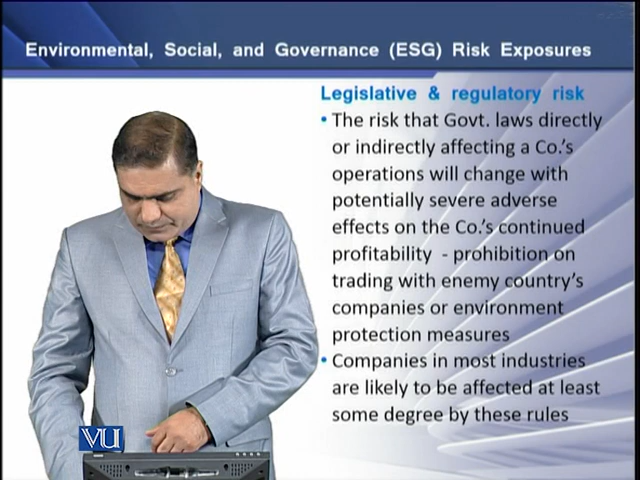 Environmental, Social, and Governance (ESG) Risk Exposures
Legislative & regulatory risk
• The risk that Govt. laws directly
or indirectly affecting a Co.'s
operations will change with
potentially severe adverse
effects on the Co.'s continued
profitability - prohibition on
trading with enemy country's
companies or environment
protection measures
• Companies in most industries
are likely to be affected at least
some degree by these rules
VU